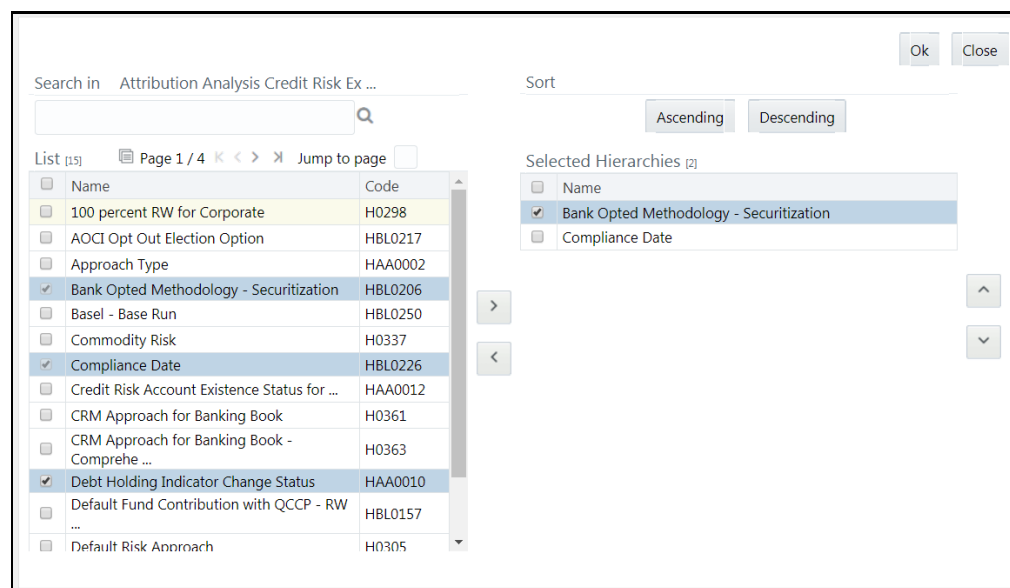 Ok Close
Search in Attribution Analysis Credit Risk Ex ...
Sort
Ascending Descending
List [15] Page 1 / 4 Jump to page
Selected Hierarchies [2]
Name Code
Name
100 percent RW for Corporate H0298
Bank Opted Methodology - Securitization
AOCI Opt Out Election Option HBL0217
Compliance Date
Approach Type HAA0002
Bank Opted Methodology - Securitization HBL0206
Basel - Base Run HBL0250
Commodity Risk H0337
Compliance Date HBL0226
Credit Risk Account Existence Status for ... HAA0012
CRM Approach for Banking Book H0361
CRM Approach for Banking Book -
Comprehe ... H0363
Debt Holding Indicator Change Status HAA0010
Default Fund Contribution with QCCP - RW
... HBL0157
Default Risk Approach H0305